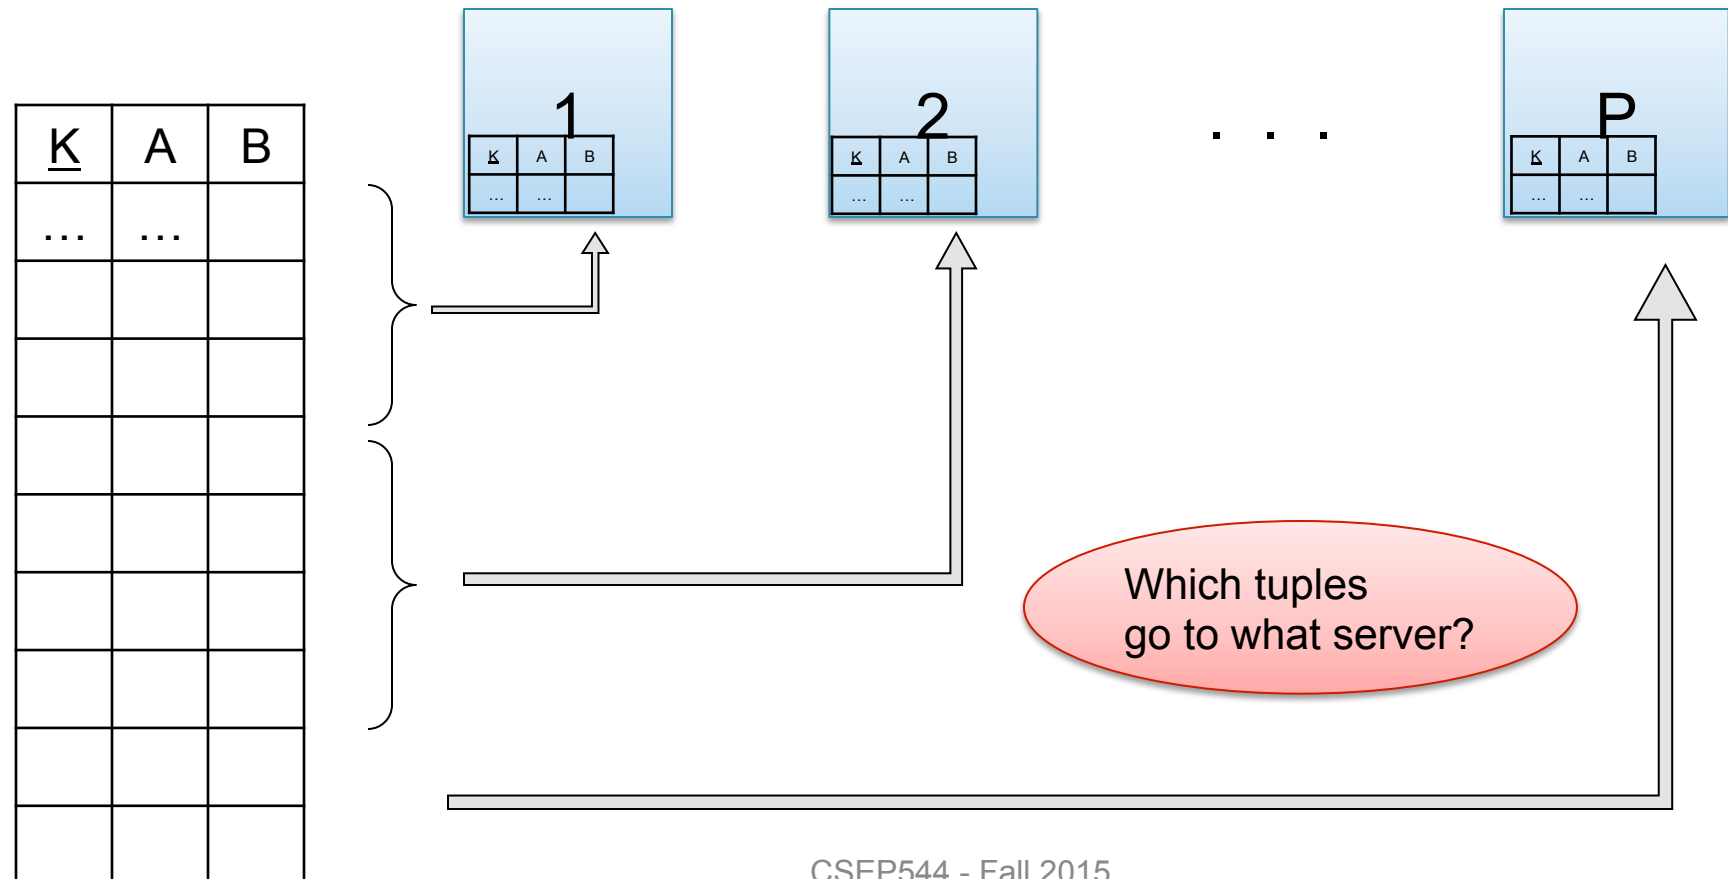 K A B
… …
1
K A B
… …
2
K A B
… …
. . .
P
K A B
… …
Which tuples
go to what server?
CSEP544 - Fall 2015